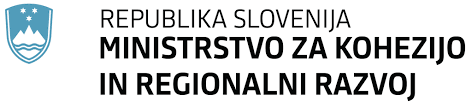 REPUBLIKA SLOVENIJA
MINISTRSTVO ZA KOHEZIJO
IN REGIONALNI RAZVOJ